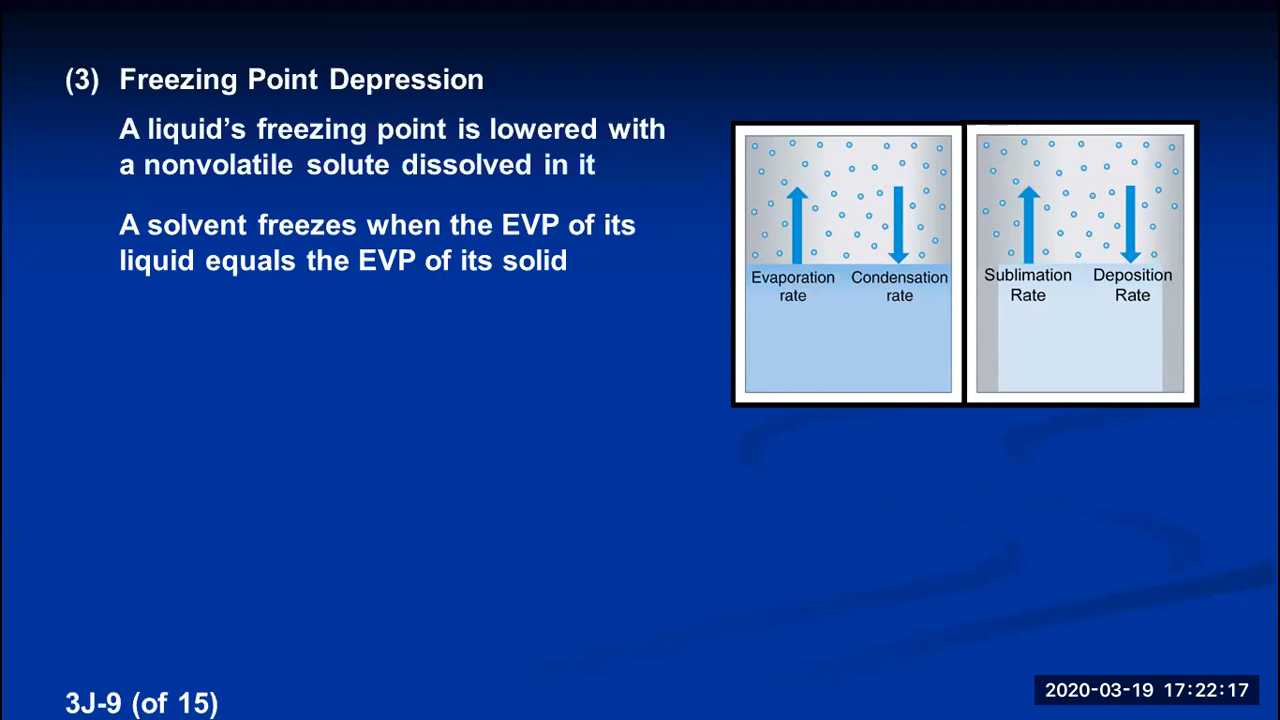 (3) Freezing Point Depression
A liquid’s freezing point is lowered with
a nonvolatile solute dissolved in it
A solvent freezes when the EVP of its
liquid equals the EVP of its solid
Evaporation rate
Condensation rate
Sublimation Rate
Deposition Rate
3J-9 (of 15)
2020-03-19 17:22:17